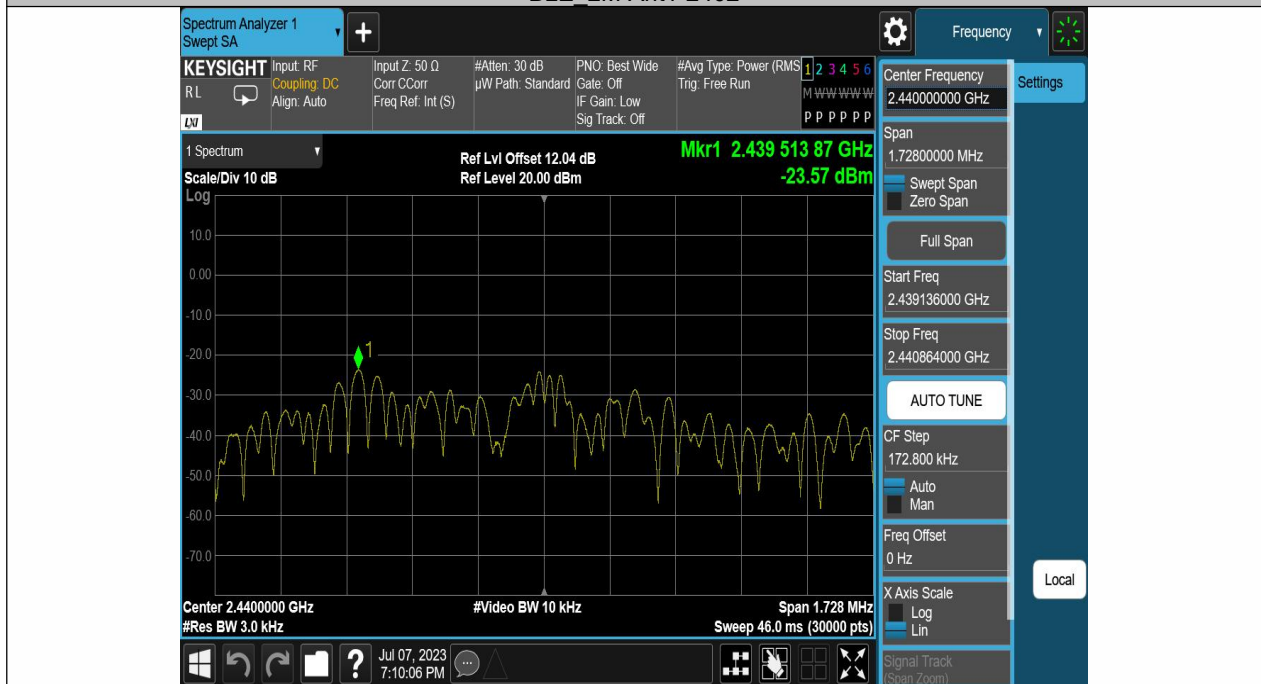 Spectrum Analyzer 1
Swept SA
+
Frequency
KEYSIGHT
RL
LXI
Input: RF
Coupling: DC
Align: Auto
Input Z: 50 Ω
Corr CCorr
Freq Ref: Int (S)
#Atten: 30 dB
µW Path: Standard
PNO: Best Wide
Gate: Off
IF Gain: Low
Sig Track: Off
#Avg Type: Power (RMS
Trig: Free Run
1 2 3 4 5 6
M W W W W W
P P P P P P
1 Spectrum
Scale/Div 10 dB
Log
Ref Lvl Offset 12.04 dB
Ref Level 20.00 dBm
Mkr1 2.439 513 87 GHz
-23.57 dBm
10.0
0.00
-10.0
-20.0
-30.0
-40.0
-50.0
-60.0
-70.0
1
Center 2.4400000 GHz
#Res BW 3.0 kHz
#Video BW 10 kHz
Span 1.728 MHz
Sweep 46.0 ms (30000 pts)
?
Jul 07, 2023
7:10:06 PM
Center Frequency
2.440000000 GHz
Settings
Span
1.72800000 MHz
Swept Span
Zero Span
Full Span
Start Freq
2.439136000 GHz
Stop Freq
2.440864000 GHz
AUTO TUNE
CF Step
172.800 kHz
Auto
Man
Freq Offset
0 Hz
X Axis Scale
Log
Lin
Local
Signal Track
(Span Zoom)